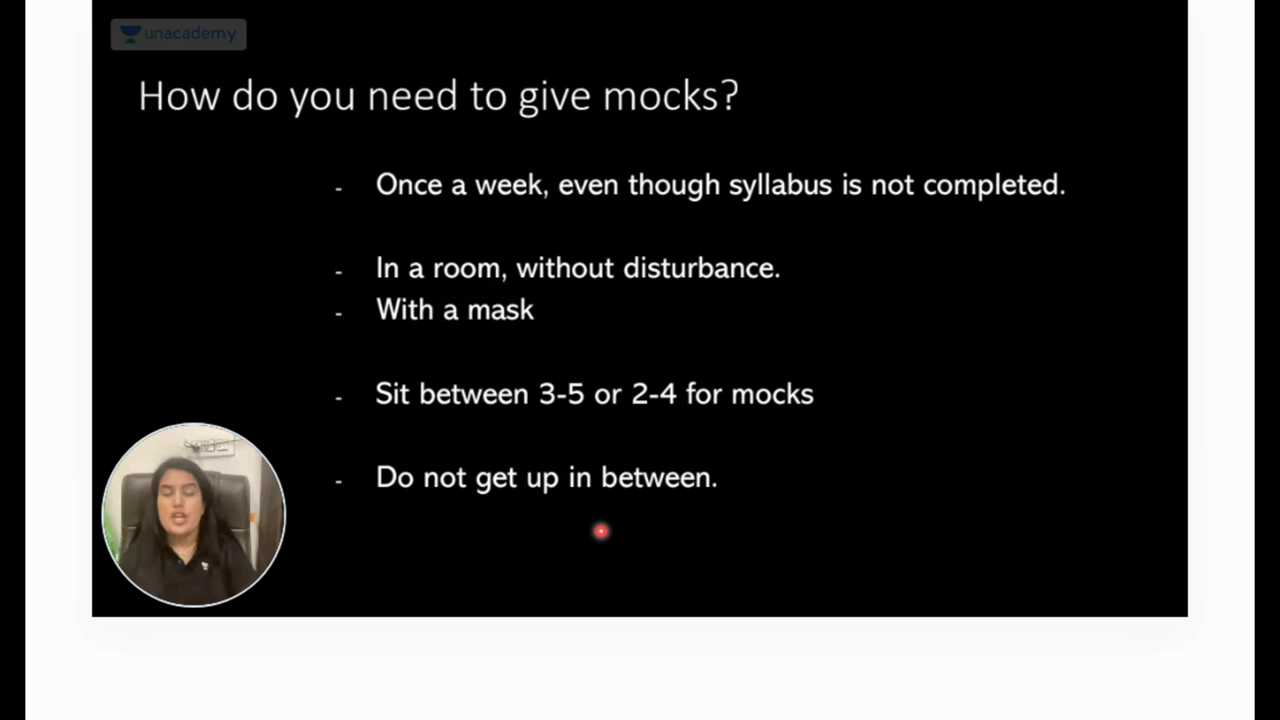 unacademy
How do you need to give mocks?
- Once a week, even though syllabus is not completed.
- In a room, without disturbance.
- With a mask
- Sit between 3-5 or 2-4 for mocks
- Do not get up in between.